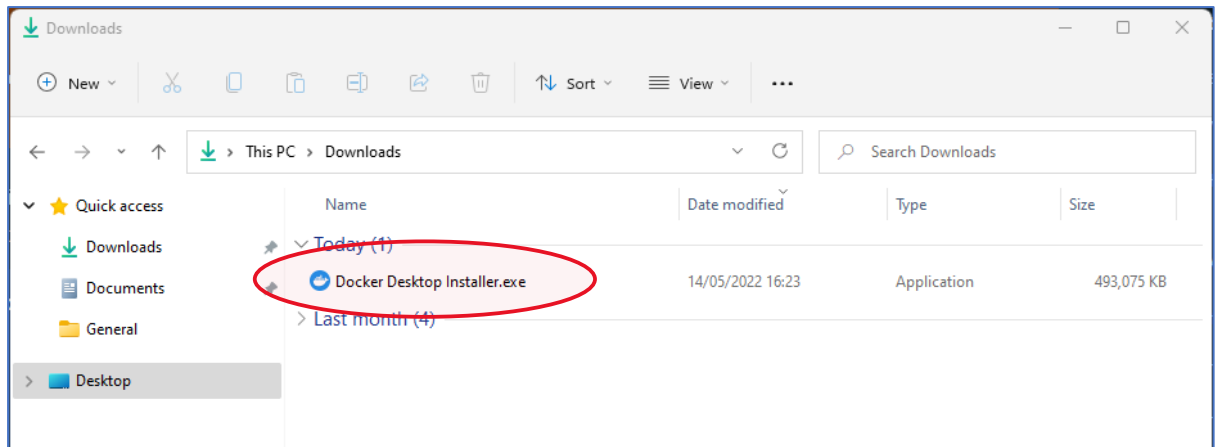 Downloads
New Sort View ...
This PC > Downloads Search Downloads
Quick access Name Date modified Type Size
Downloads Today (1)
Documents Docker Desktop Installer.exe 14/05/2022 16:23 Application 493,075 KB
General Last month (4)
Desktop